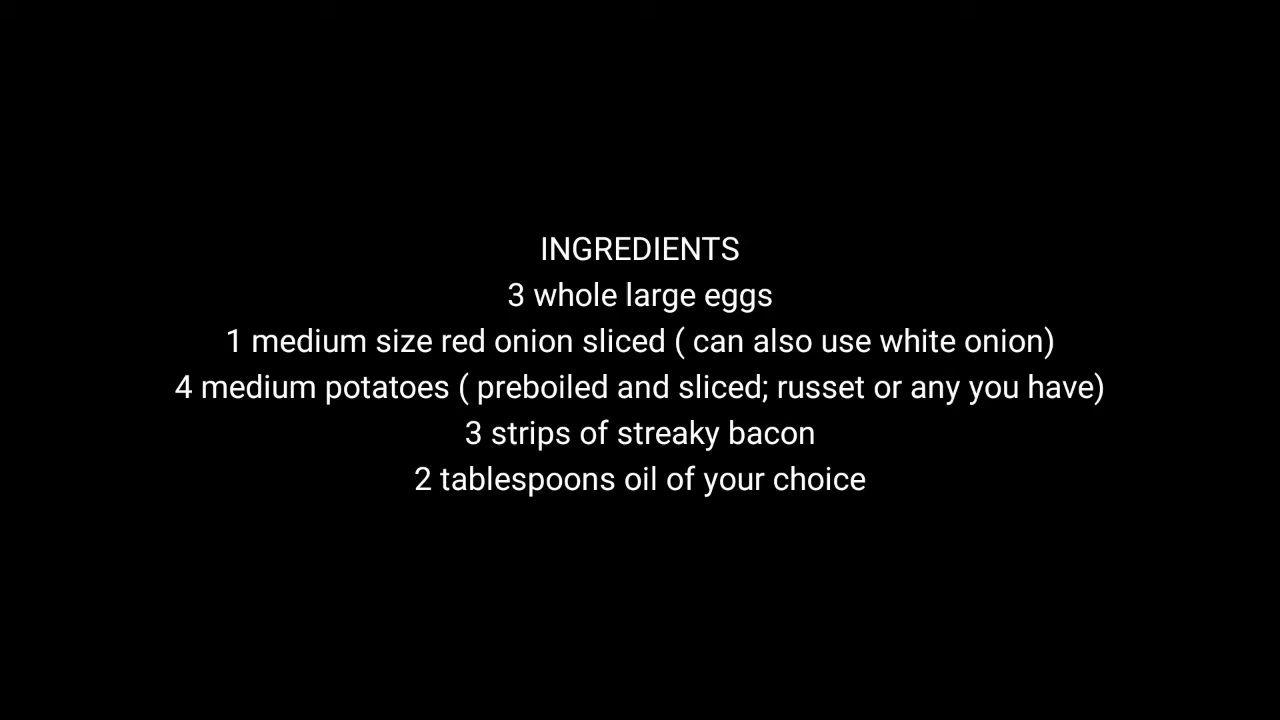 INGREDIENTS
3 whole large eggs
1 medium size red onion sliced ( can also use white onion)
4 medium potatoes ( preboiled and sliced; russet or any you have)
3 strips of streaky bacon
2 tablespoons oil of your choice